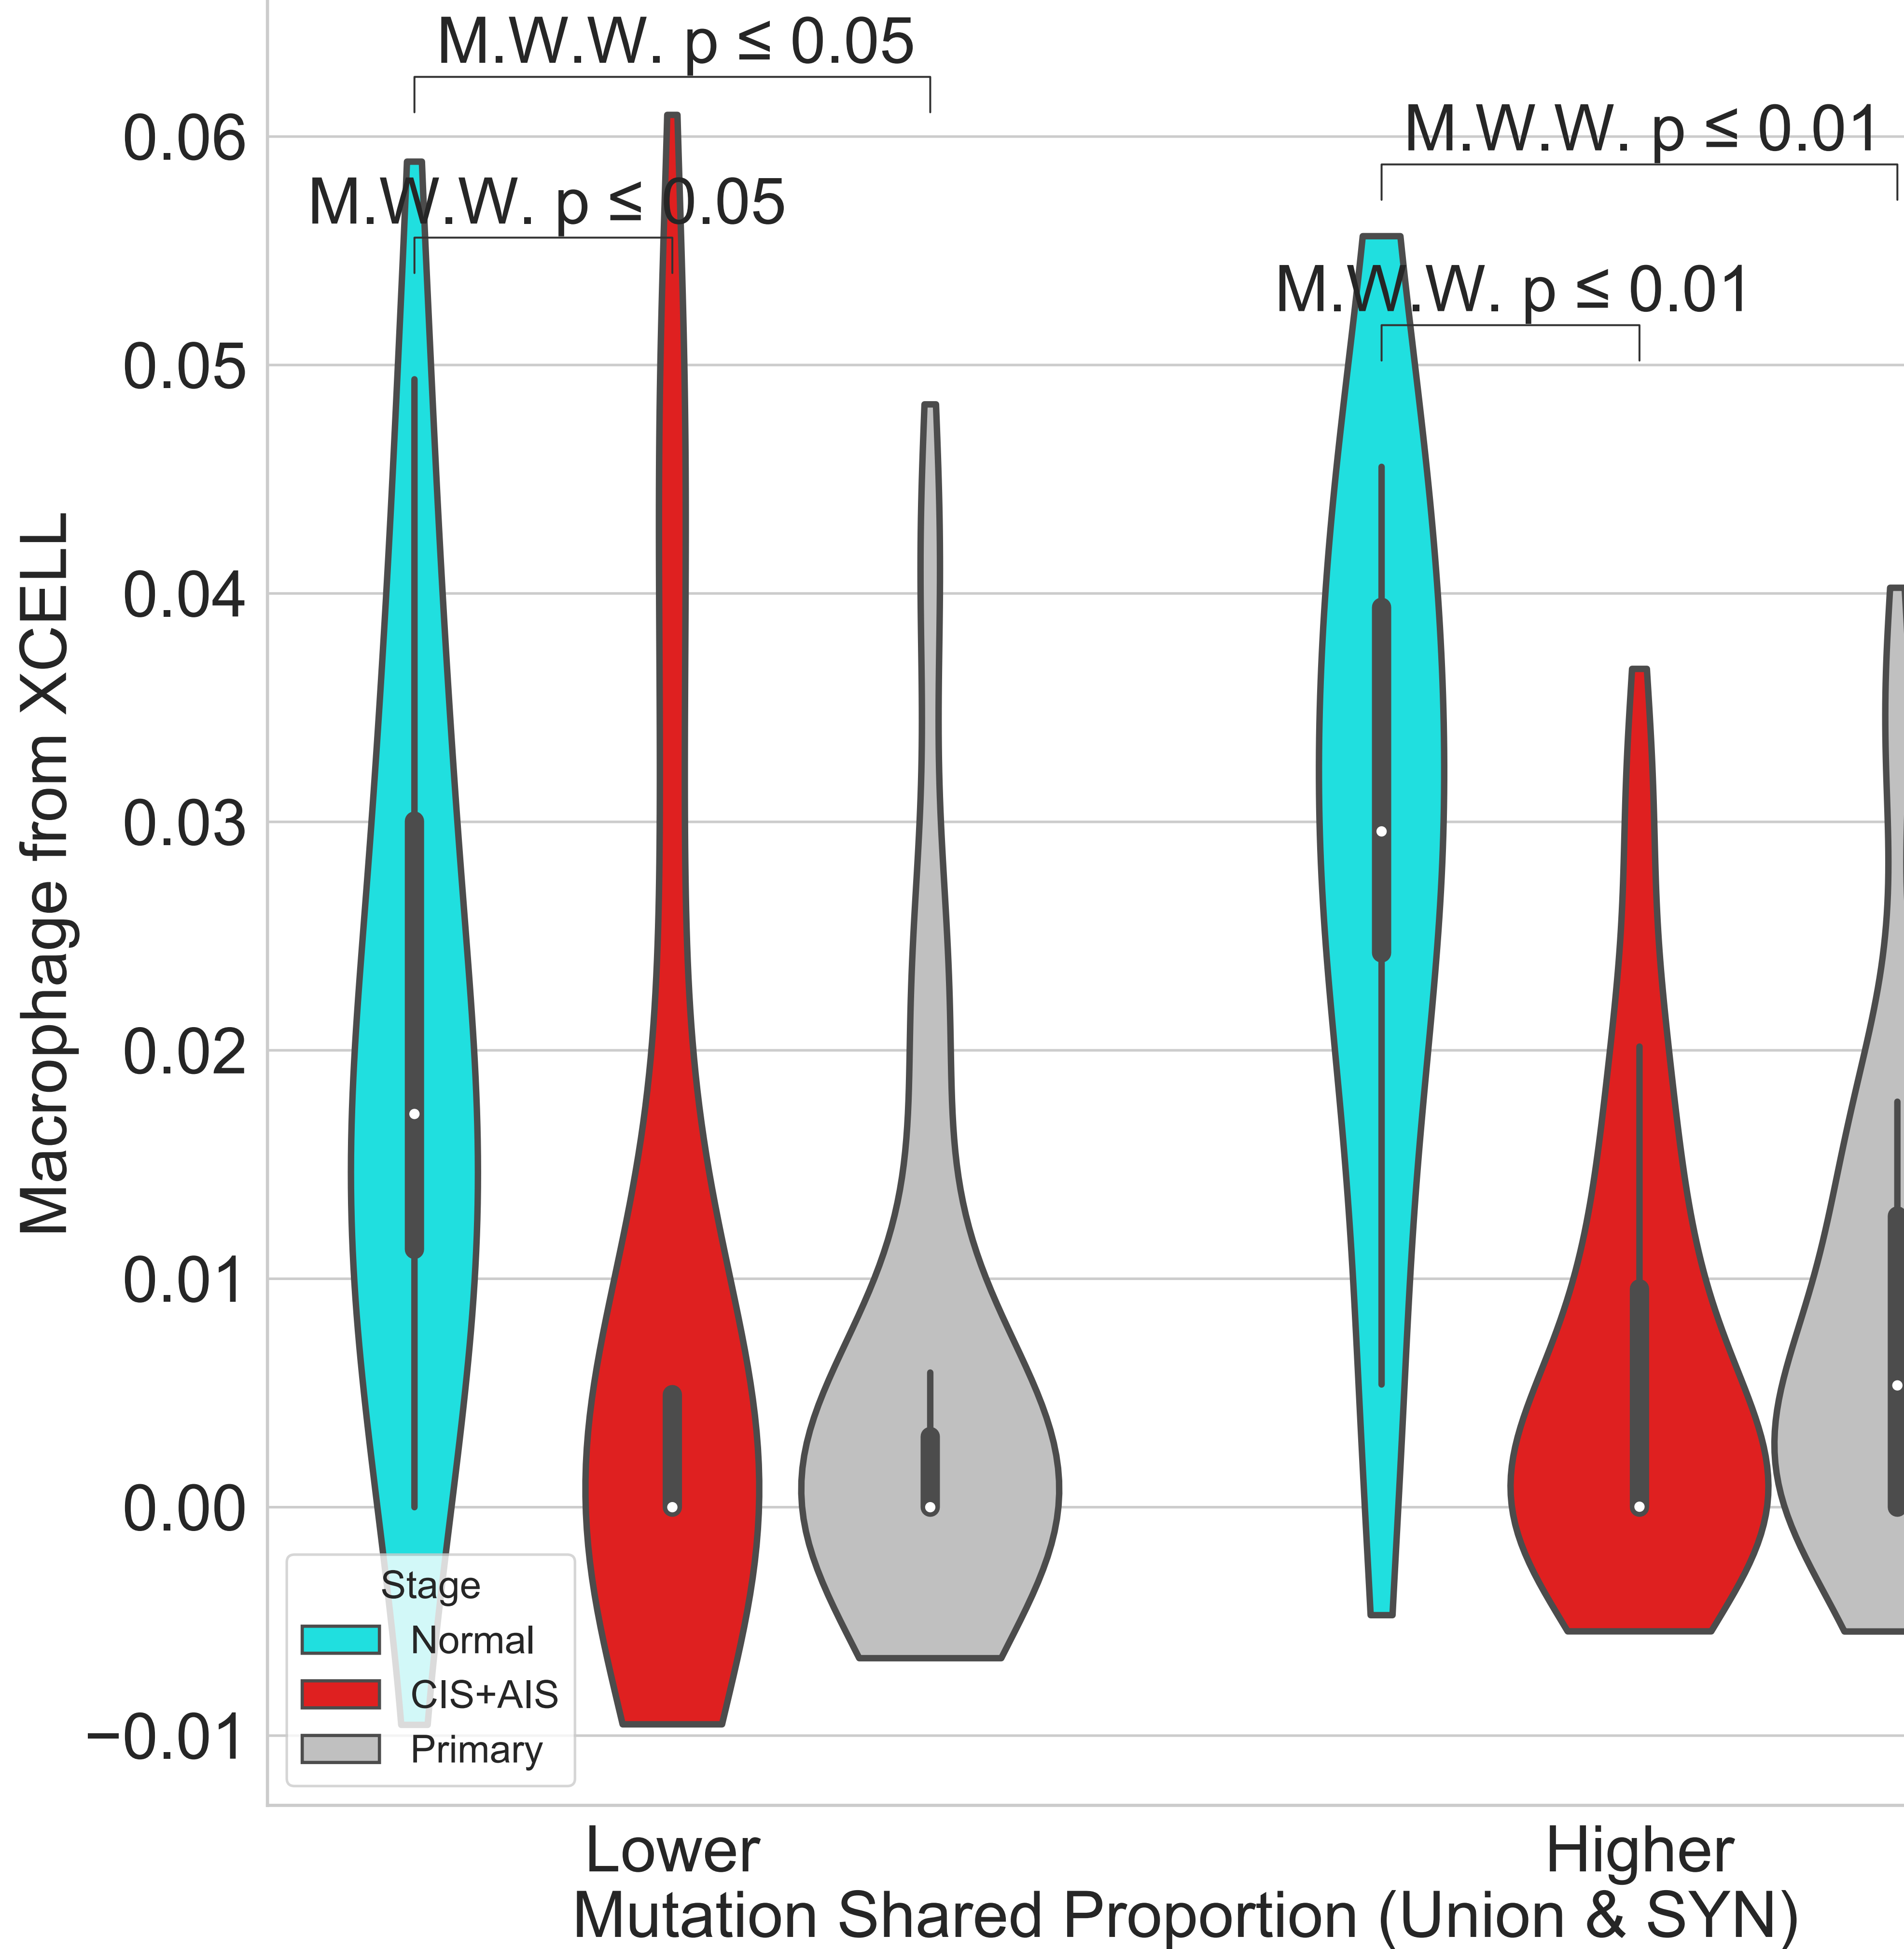 M.W.W. p ≤ 0.05
M.W.W. p ≤ 0.01
M.W.W. p ≤ 0.05
M.W.W. p ≤ 0.01
0.06
0.05
0.04
0.03
0.02
0.01
0.00
−0.01
Macrophage from XCELL
Stage
Normal
CIS+AIS
Primary
Lower
Higher
Mutation Shared Proportion (Union & SYN)